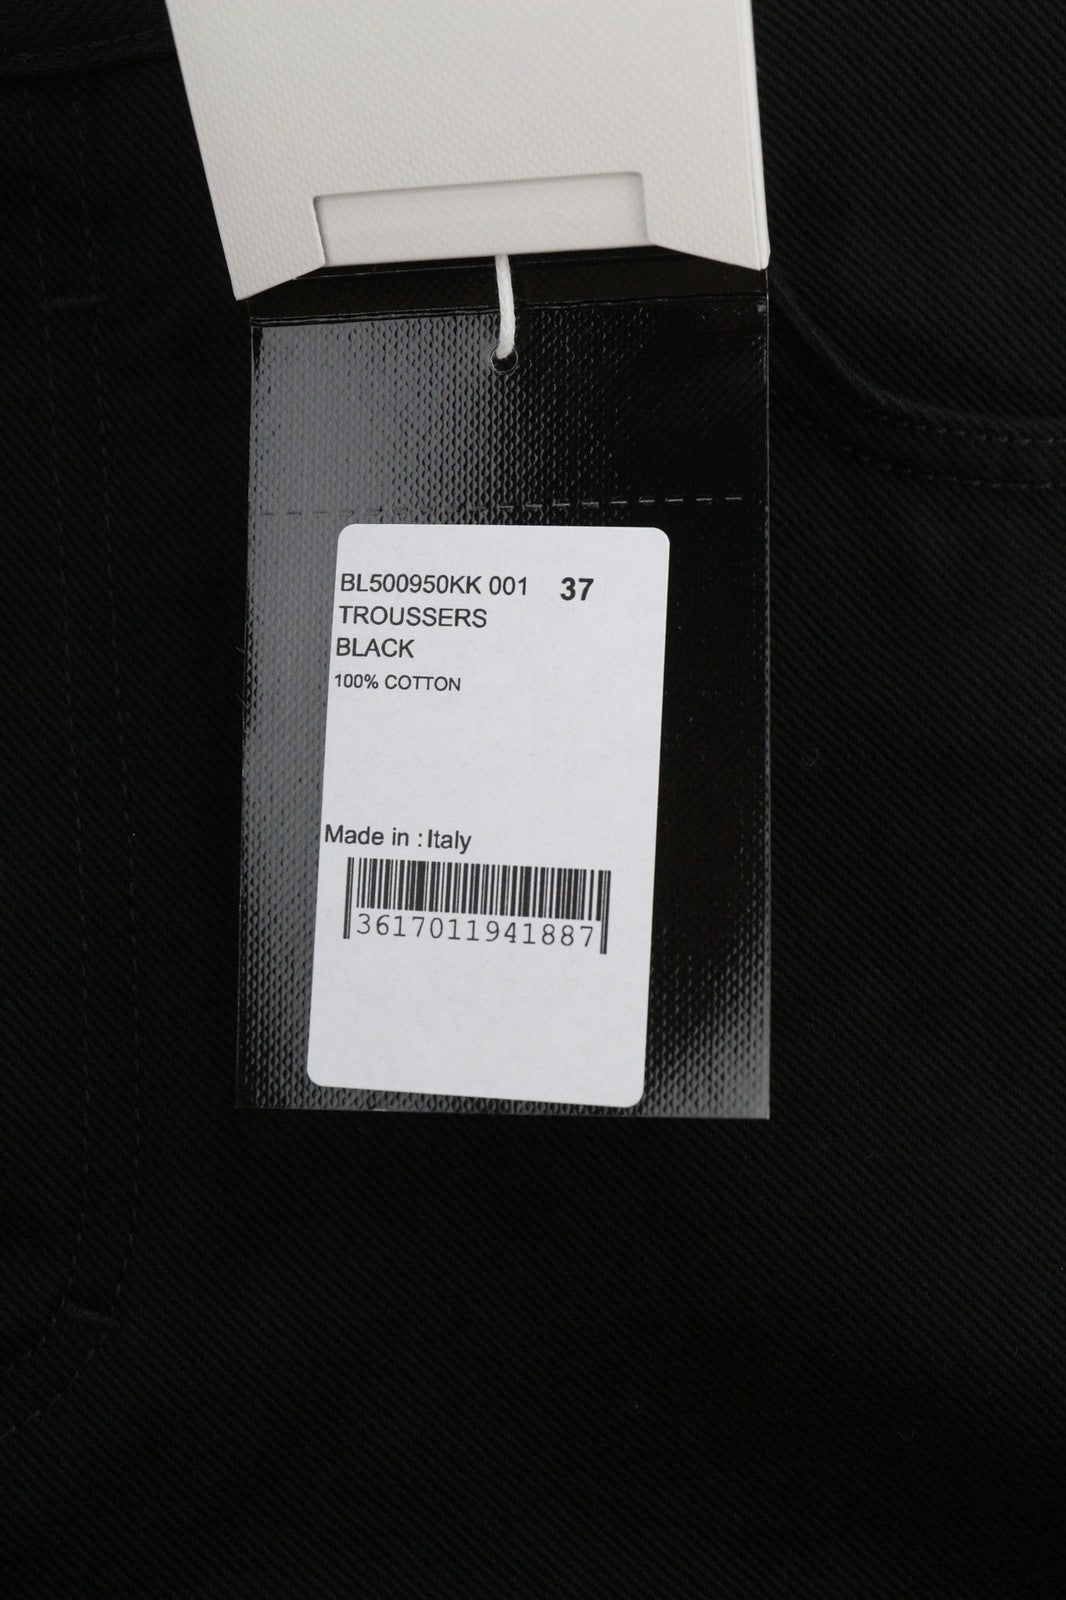 BL500950KK 001 37
TROUSSERS
BLACK
100% COTTON
Made in : Italy
3617011941887